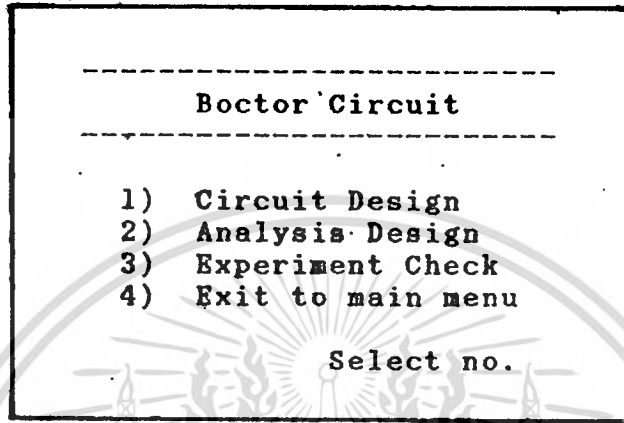 ---------------------------
Boctor Circuit
---------------------------
1) Circuit Design
2) Analysis Design
3) Experiment Check
4) Exit to main menu
Select no.